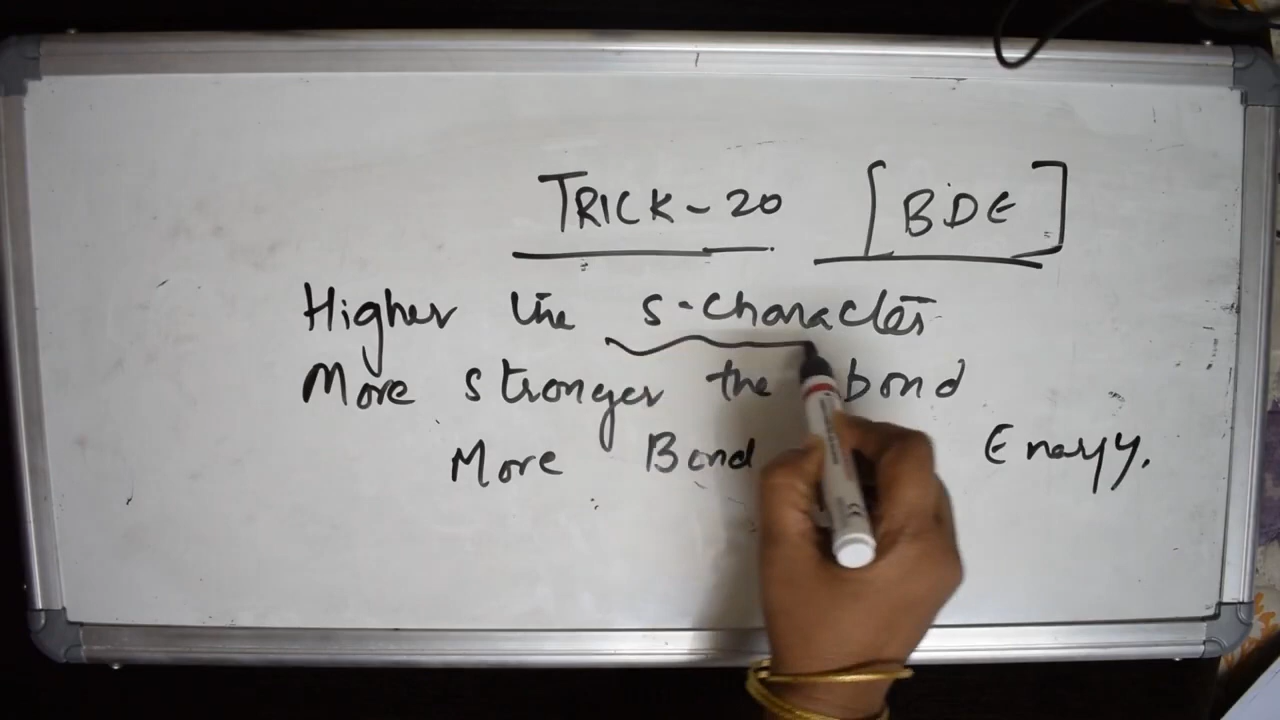 TRICK-20 [BDE]
Higher the s-character
More stronger the bond
More Bond Energy.